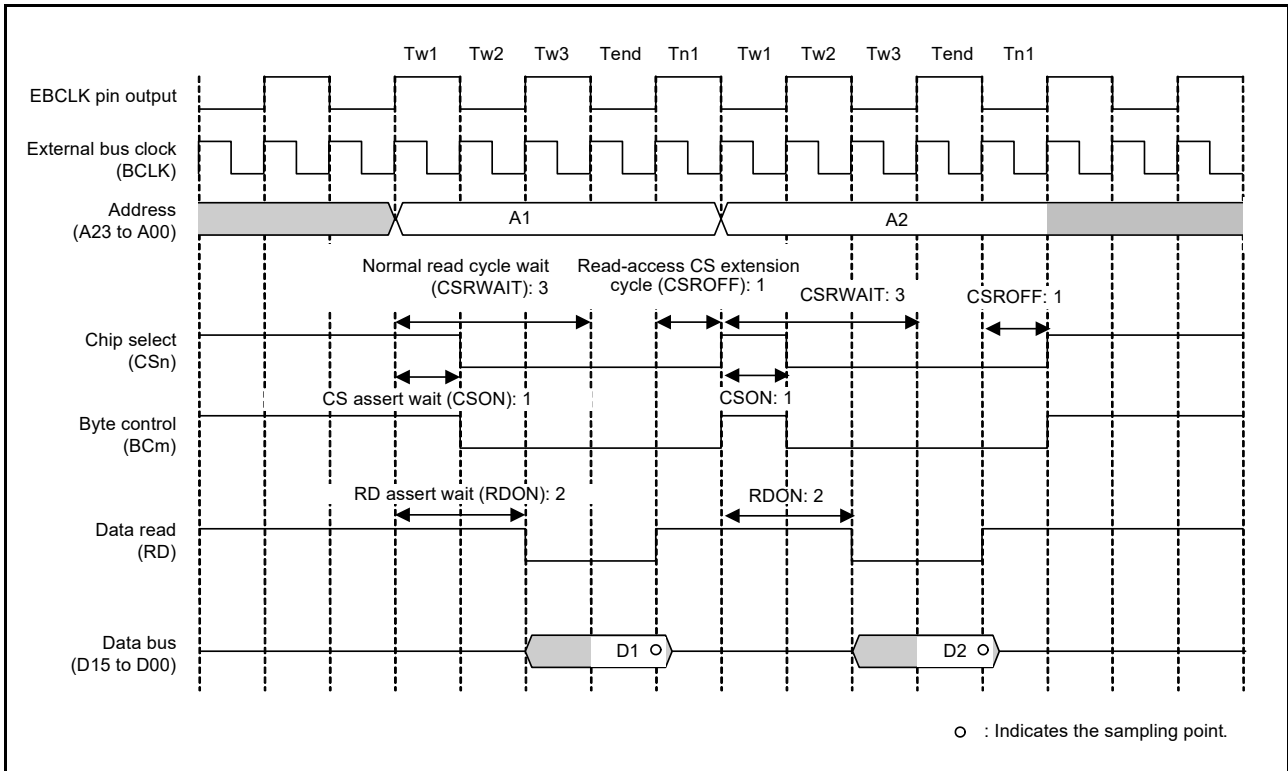 Tw1 Tw2 Tw3 Tend Tn1 Tw1 Tw2 Tw3 Tend Tn1
EBCLK pin output
External bus clock
(BCLK)
Address
(A23 to A00)
A1
A2
Normal read cycle wait
(CSRWAIT): 3
Read-access CS extension
cycle (CSROFF): 1
CSRWAIT: 3
CSROFF: 1
Chip select
(CSn)
CS assert wait (CSON): 1
CSON: 1
Byte control
(BCm)
RD assert wait (RDON): 2
RDON: 2
Data read
(RD)
Data bus
(D15 to D00)
D1
D2
: Indicates the sampling point.